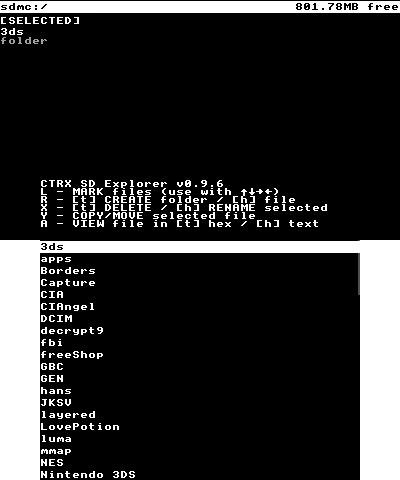 sdmc:/ 801.78MB free
[SELECTED]
3ds
folder
CTRX SD Explorer v0.9.6
L - MARK files (use with ↑↓→←)
R - [t] CREATE folder / [h] file
X - [t] DELETE / [h] RENAME selected
Y - COPY/MOVE selected file
A - VIEW file in [t] hex / [h] text
3ds
apps
Borders
Capture
CIA
CIAngel
DCIM
decrypt9
fbi
freeShop
GBC
GEN
hans
JKSV
layered
LovePotion
luma
mmap
NES
Nintendo 3DS